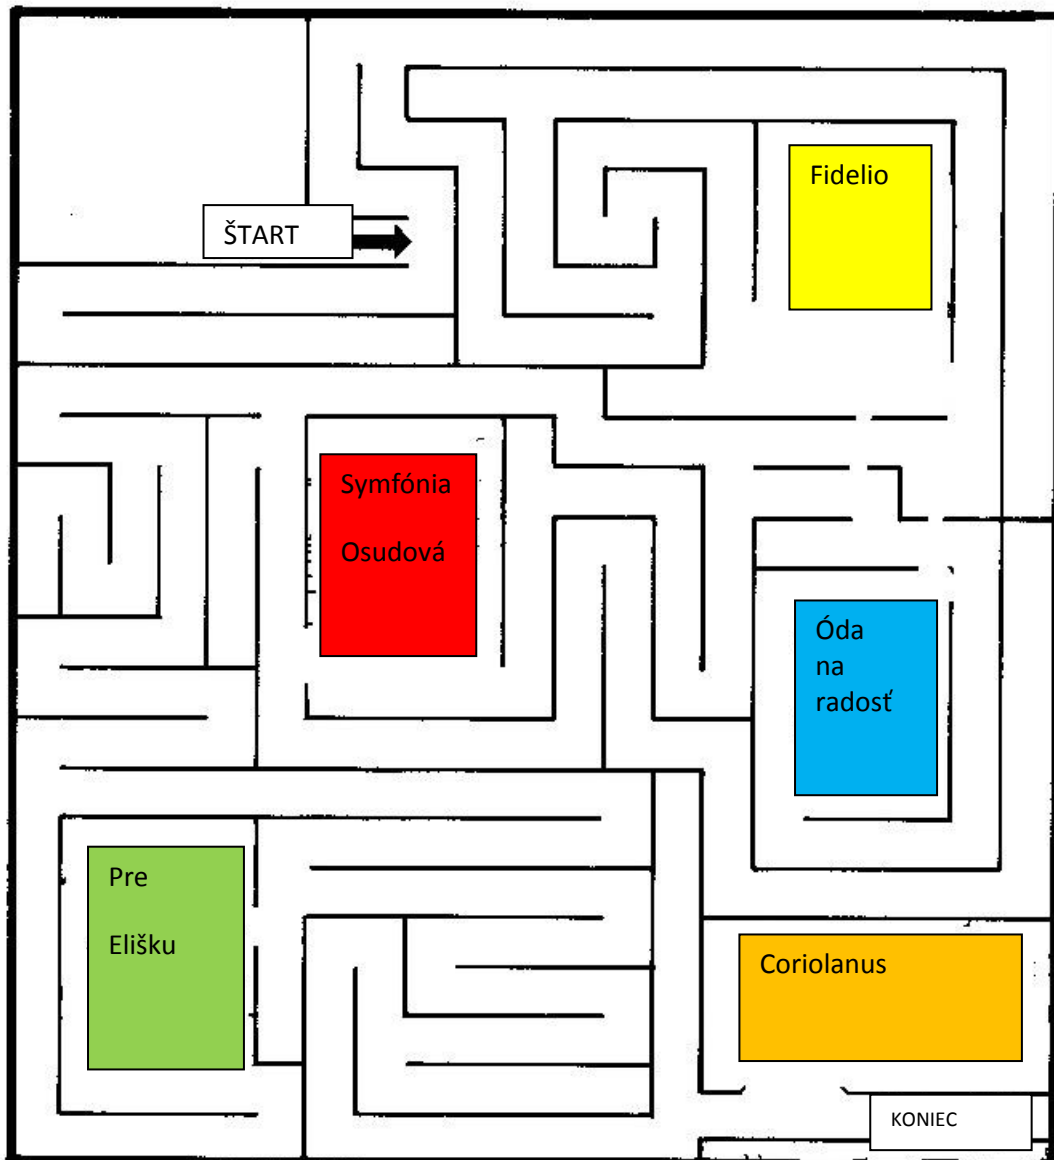 Fidelio
ŠTART
Symfónia
Osudová
Óda
na
radosť
Pre
Elišku
Coriolanus
KONIEC